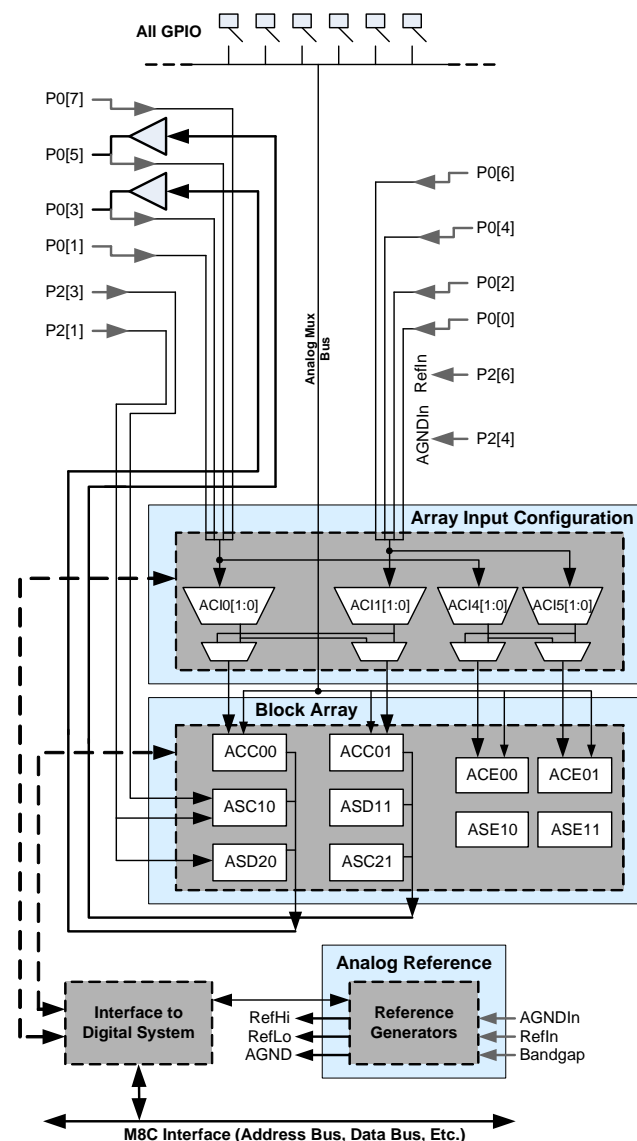 All GPIO
P0[7]
P0[5]
P0[3]
P0[1]
P2[3]
P2[1]
P0[6]
P0[4]
P0[2]
P0[0]
P2[6]
P2[4]
RefIn
AGNDIn
Analog Mux
Bus
Array Input Configuration
ACI0[1:0]
ACI1[1:0]
ACI4[1:0]
ACI5[1:0]
Block Array
ACC00
ACC01
ACE00
ACE01
ASC10
ASD11
ASE10
ASE11
ASD20
ASC21
Analog Reference
Interface to
Digital System
RefHi
RefLo
AGND
Reference
Generators
AGNDIn
RefIn
Bandgap
M8C Interface (Address Bus, Data Bus, Etc.)